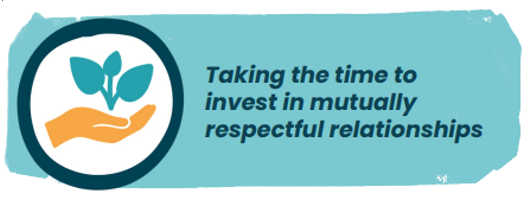 Taking the time to
invest in mutually
respectful relationships